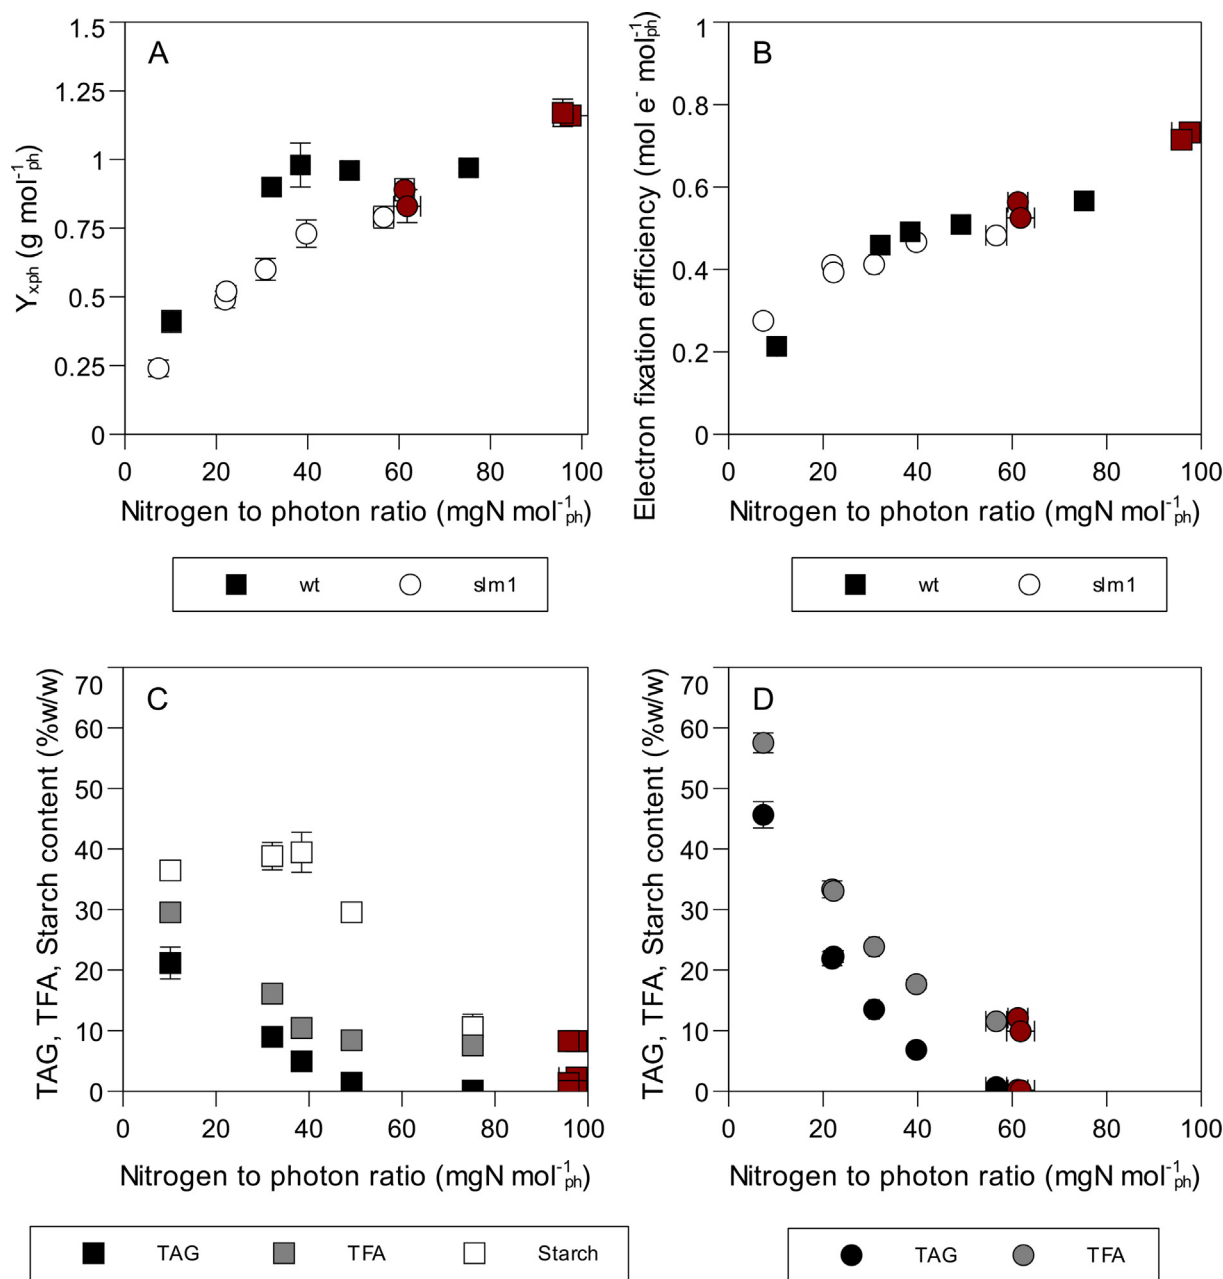 A
Yxph (g mol-1ph)
1.5
1.25
1
0.75
0.5
0.25
0
0 20 40 60 80 100
Nitrogen to photon ratio (mgN mol-1ph)
wt slm1
B
Electron fixation efficiency (mol e- mol-1ph)
1
0.8
0.6
0.4
0.2
0
0 20 40 60 80 100
Nitrogen to photon ratio (mgN mol-1ph)
wt slm1
C
TAG, TFA, Starch content (%w/w)
70
60
50
40
30
20
10
0
0 20 40 60 80 100
Nitrogen to photon ratio (mgN mol-1ph)
TAG TFA Starch
D
TAG, TFA, Starch content (%w/w)
70
60
50
40
30
20
10
0
0 20 40 60 80 100
Nitrogen to photon ratio (mgN mol-1ph)
TAG TFA